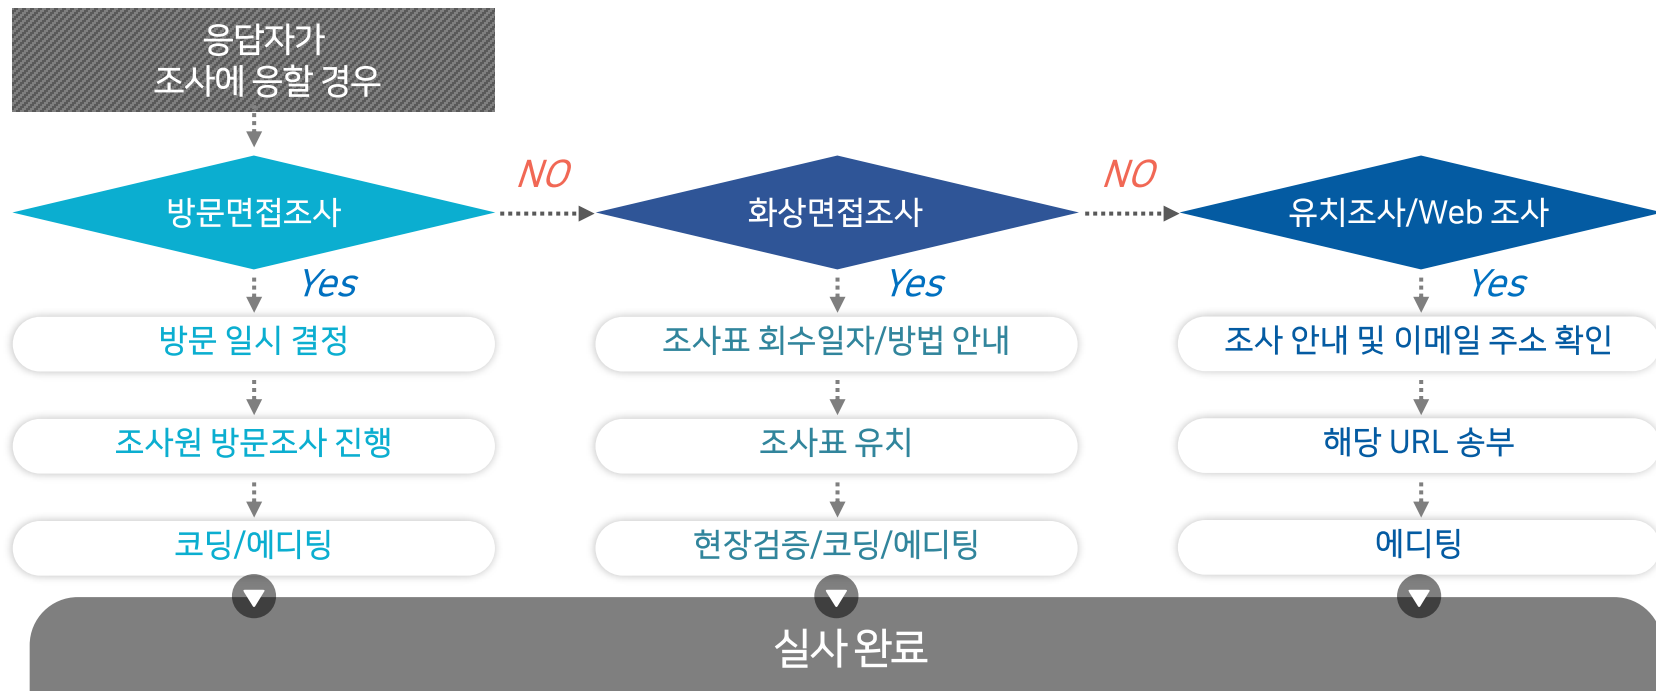 응답자가
조사에 응할 경우
방문면접조사
NO
화상면접조사
NO
유치조사/Web 조사
Yes
Yes
Yes
방문 일시 결정
조사표 회수일자/방법 안내
조사 안내 및 이메일 주소 확인
조사원 방문조사 진행
조사표 유치
해당 URL 송부
코딩/에디팅
현장검증/코딩/에디팅
에디팅
실사 완료